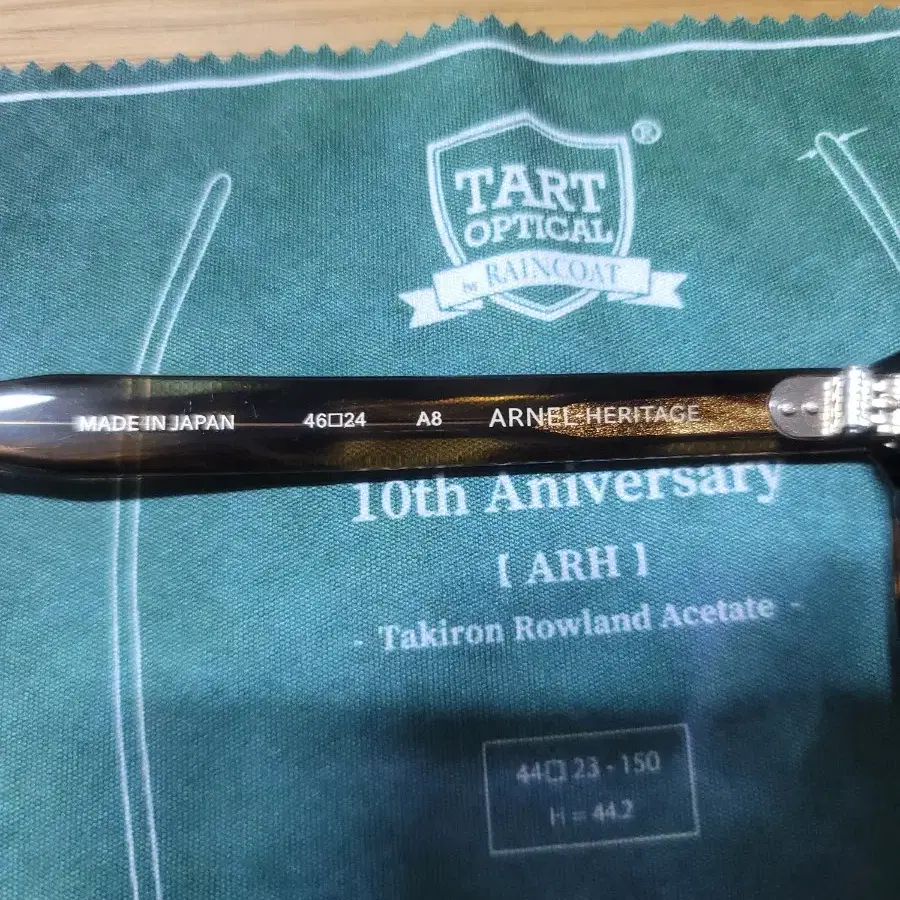 TART
OPTICAL
®
by RAINCOAT
MADE IN JAPAN 46□24 A8 ARNEL-HERITAGE
10th Aniversary
[ ARH ]
- Takiron Rowland Acetate -
44□23-150
H=44.2